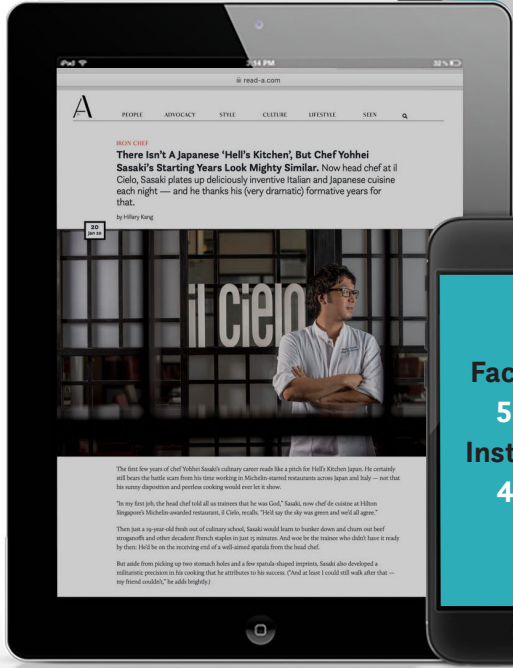 iPad
2:14 PM
read-a.com
A
PEOPLE ADVOCACY STYLE CULTURE LIFESTYLE SEEN
IRON CHEF
There Isn't A Japanese 'Hell's Kitchen', But Chef Yohhei
Sasaki's Starting Years Look Mighty Similar. Now head chef at il
Cielo, Sasaki plates up deliciously inventive Italian and Japanese cuisine
each night — and he thanks his (very dramatic) formative years for
that.
by Hillary Kang
20
Jan 20
il Cielo
The first few years of chef Yohhei Sasaki's culinary career reads like a pitch for Hell's Kitchen Japan. He certainly
still bears the battle scars from his time working in Michelin-starred restaurants across Japan and Italy — not that
his sunny disposition and peerless cooking would ever let it show.
"In my first job, the head chef told all us trainees that he was God," Sasaki, now chef de cuisine at Hilton
Singapore's Michelin-awarded restaurant, il Cielo, recalls. "He'd say the sky was green and we'd all agree."
Then just a 19-year-old fresh out of culinary school, Sasaki would learn to bunker down and churn out beef
stroganoffs and other decadent French staples in just 15 minutes. And woe be the trainee who didn't have it ready
by then: He'd be on the receiving end of a well-aimed spatula from the head chef.
But aside from picking up two stomach holes and a few spatula-shaped imprints, Sasaki also developed a
militaristic precision in his cooking that he attributes to his success. ("And at least I could still walk after that —
my friend couldn't," he adds brightly.)
Fac
5
Inst
4